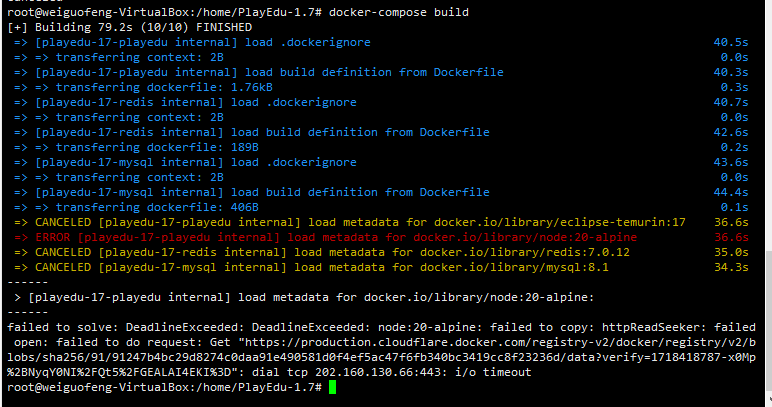 root@weiguofeng-VirtualBox:/home/PlayEdu-1.7# docker-compose build
[+] Building 79.2s (10/10) FINISHED
=> [playedu-17-playedu internal] load .dockerignore 40.5s
=> => transferring context: 2B 0.0s
=> [playedu-17-playedu internal] load build definition from Dockerfile 40.3s
=> => transferring dockerfile: 1.76kB 0.3s
=> [playedu-17-redis internal] load .dockerignore 40.7s
=> => transferring context: 2B 0.0s
=> [playedu-17-redis internal] load build definition from Dockerfile 42.6s
=> => transferring dockerfile: 189B 0.2s
=> [playedu-17-mysql internal] load .dockerignore 43.6s
=> => transferring context: 2B 0.0s
=> [playedu-17-mysql internal] load build definition from Dockerfile 44.4s
=> => transferring dockerfile: 406B 0.1s
=> CANCELED [playedu-17-playedu internal] load metadata for docker.io/library/eclipse-temurin:17 36.6s
=> ERROR [playedu-17-playedu internal] load metadata for docker.io/library/node:20-alpine 36.6s
=> CANCELED [playedu-17-redis internal] load metadata for docker.io/library/redis:7.0.12 35.0s
=> CANCELED [playedu-17-mysql internal] load metadata for docker.io/library/mysql:8.1 34.3s
------
> [playedu-17-playedu internal] load metadata for docker.io/library/node:20-alpine:
------
failed to solve: DeadlineExceeded: DeadlineExceeded: node:20-alpine: failed to copy: httpReadSeeker: failed
open: failed to do request: Get "https://production.cloudflare.docker.com/registry-v2/docker/registry/v2/b
lobs/sha256/91/91247b4bc29d8274c0daa91e490581d0f4ef5ac47f6fb340bc3419cc8f23236d/data?verify=1718418787-x0Mp
%2BNyqY0NI%2FQt5%2FGEALAI4EKI%3D": dial tcp 202.160.130.66:443: i/o timeout
root@weiguofeng-VirtualBox:/home/PlayEdu-1.7#